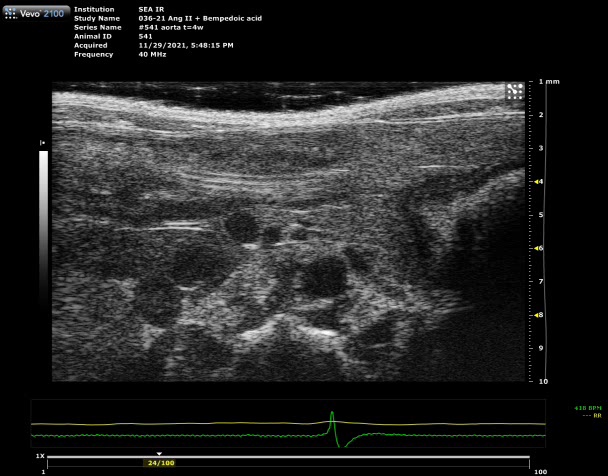 Vevo 2100
Institution SEA IR
Study Name 036-21 Ang II + Bempedoic acid
Series Name #541 aorta t=4w
Animal ID 541
Acquired 11/29/2021, 5:48:15 PM
Frequency 40 MHz
1 mm
2
3
4
5
6
7
8
9
10
438 BPM
--- RR
1X
24/100
1
100